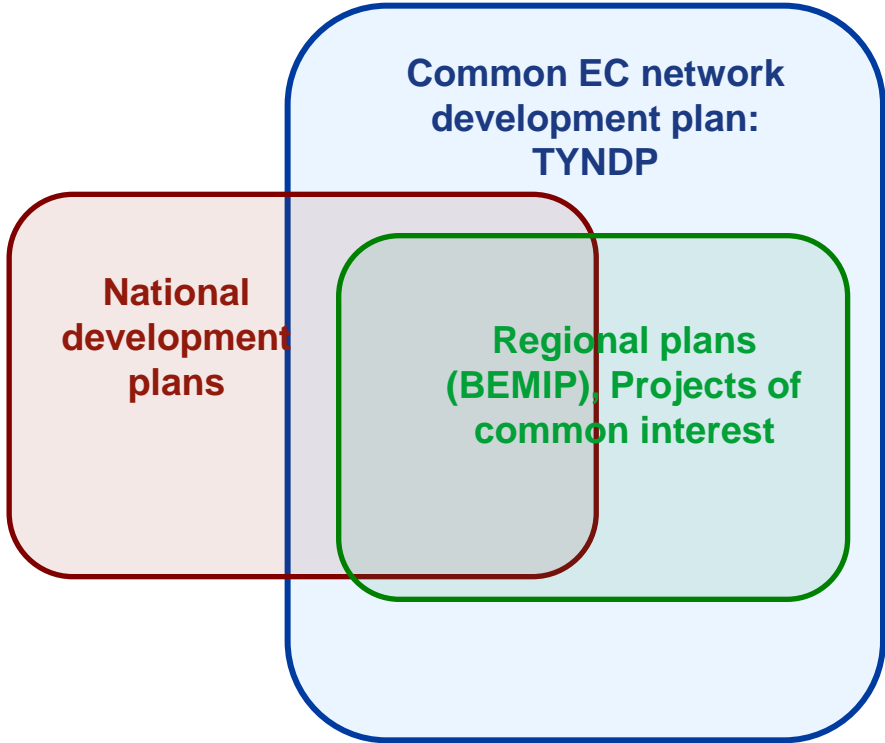 Common EC network
development plan:
TYNDP
National
development
plans
Regional plans
(BEMIP), Projects of
common interest